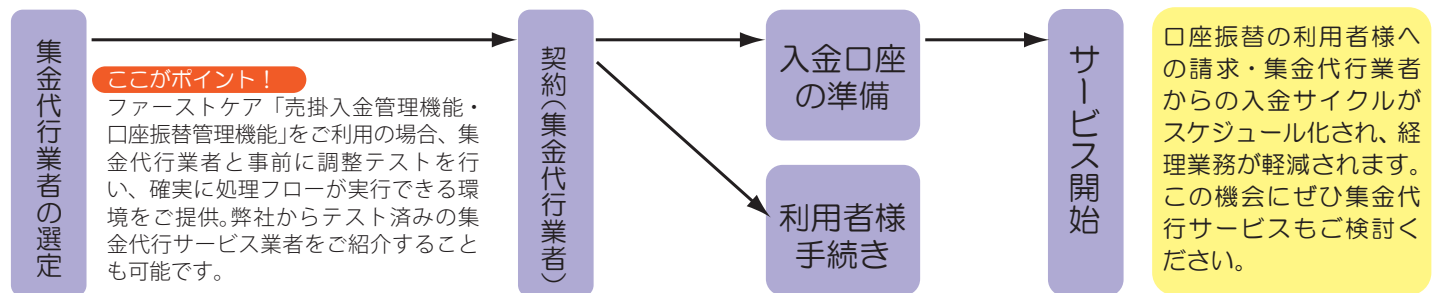 集金代行業者の選定
ここがポイント！
ファーストケア「売掛入金管理機能・
口座振替管理機能」をご利用の場合、集
金代行業者と事前に調整テストを行
い、確実に処理フローが実行できる環
境をご提供。弊社からテスト済みの集
金代行サービス業者をご紹介すること
も可能です。
契約（集金代行業者）
入金口座
の準備
利用者様
手続き
サービス開始
口座振替の利用者様へ
の請求・集金代行業者
からの入金サイクルが
スケジュール化され、経
理業務が軽減されます。
この機会にぜひ集金代
行サービスもご検討く
ださい。